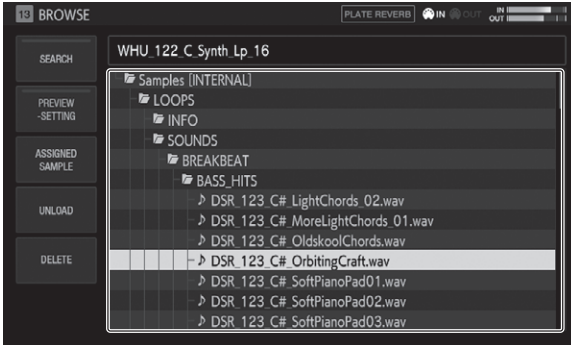 13 BROWSE
PLATE REVERB IN OUT IN
OUT
SEARCH
WHU_122_C_Synth_Lp_16
Samples [INTERNAL]
LOOPS
PREVIEW
-SETTING
INFO
SOUNDS
ASSIGNED
SAMPLE
BREAKBEAT
BASS_HITS
UNLOAD
DSR_123_C#_LightChords_02.wav
DSR_123_C#_MoreLightChords_01.wav
DSR_123_C#_OldskoolChords.wav
DELETE
DSR_123_C#_OrbitingCraft.wav
DSR_123_C#_SoftPianoPad01.wav
DSR_123_C#_SoftPianoPad02.wav
DSR_123_C#_SoftPianoPad03.wav